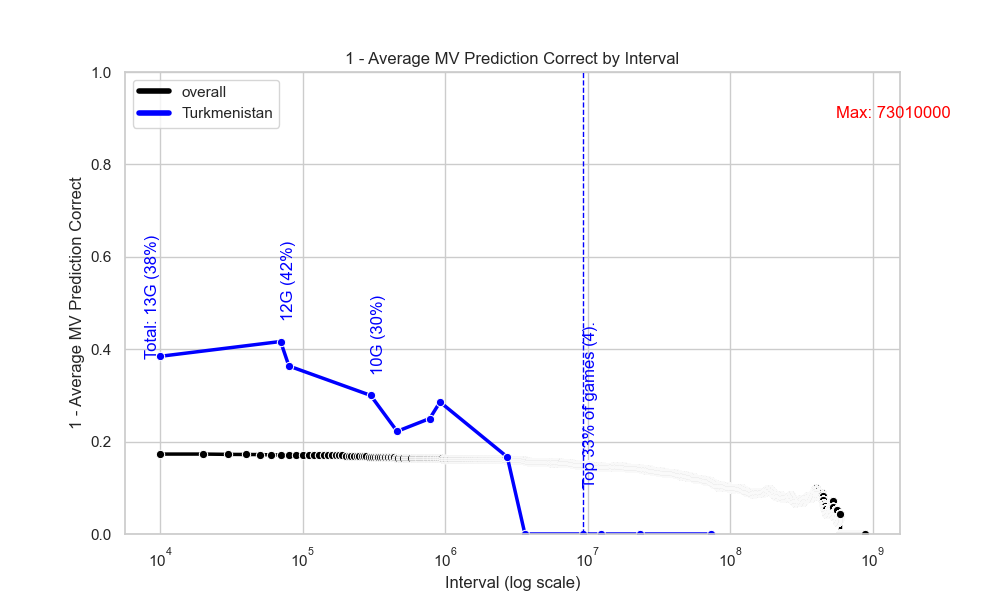 1 - Average MV Prediction Correct by Interval
overall
Turkmenistan
Max: 73010000
1 - Average MV Prediction Correct
1.0
0.8
0.6
0.4
0.2
0.0
Total: 13G (38%)
12G (42%)
10G (30%)
Top 33% of games (4).
10^4
10^5
10^6
10^7
10^8
10^9
Interval (log scale)